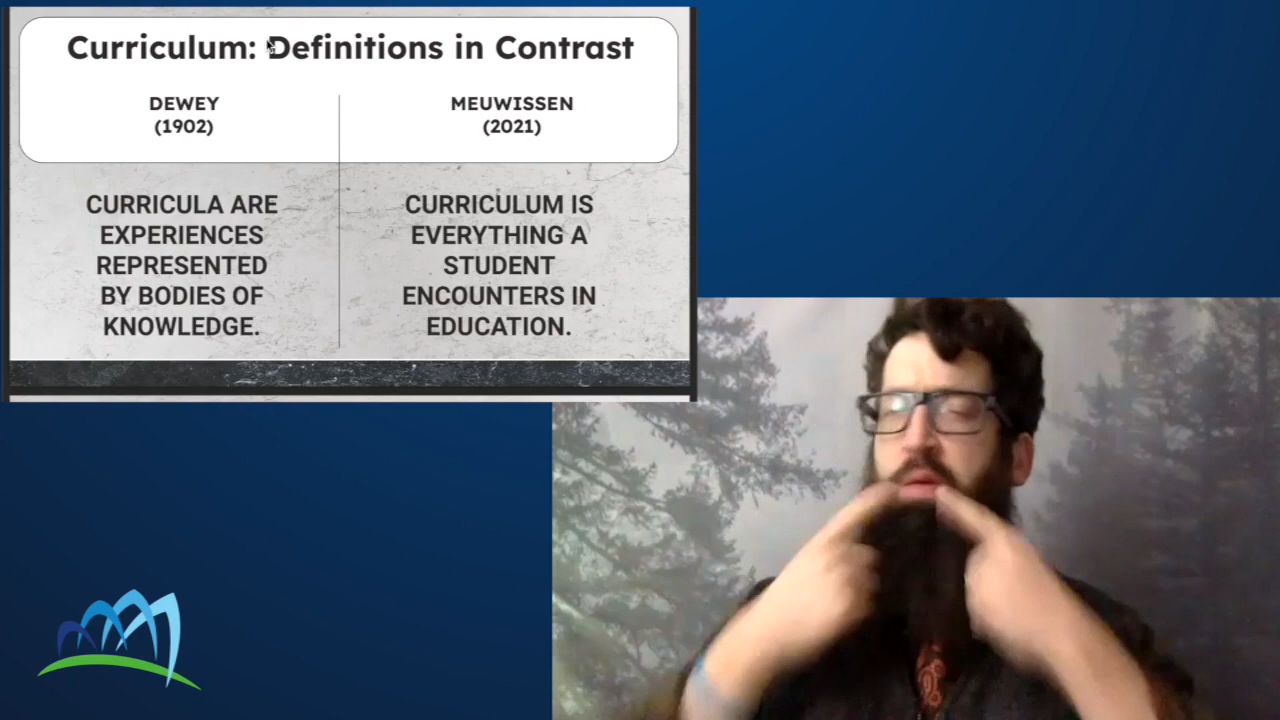 Curriculum: Definitions in Contrast
DEWEY
(1902)
CURRICULA ARE
EXPERIENCES
REPRESENTED
BY BODIES OF
KNOWLEDGE.
MEUWISSEN
(2021)
CURRICULUM IS
EVERYTHING A
STUDENT
ENCOUNTERS IN
EDUCATION.